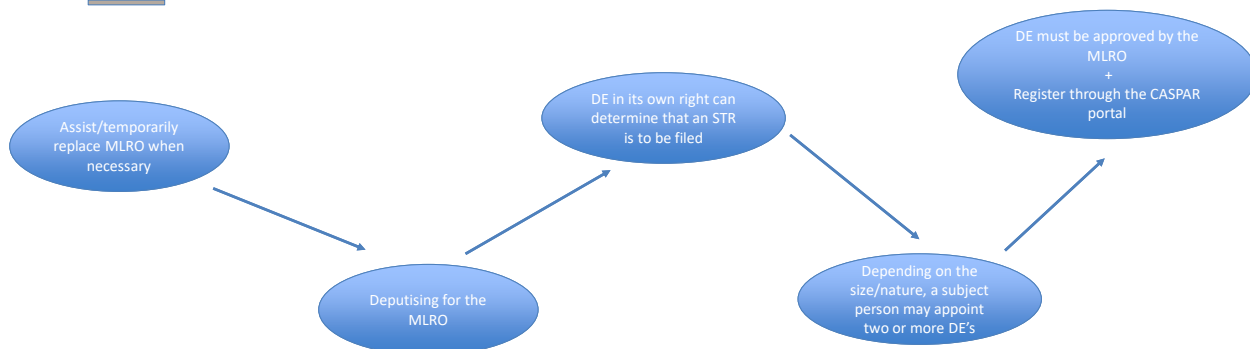 Assist/temporarily
replace MLRO when
necessary
Deputising for the
MLRO
DE in its own right can
determine that an STR
is to be filed
Depending on the
size/nature, a subject
person may appoint
two or more DE's
DE must be approved by the
MLRO
+
Register through the CASPAR
portal